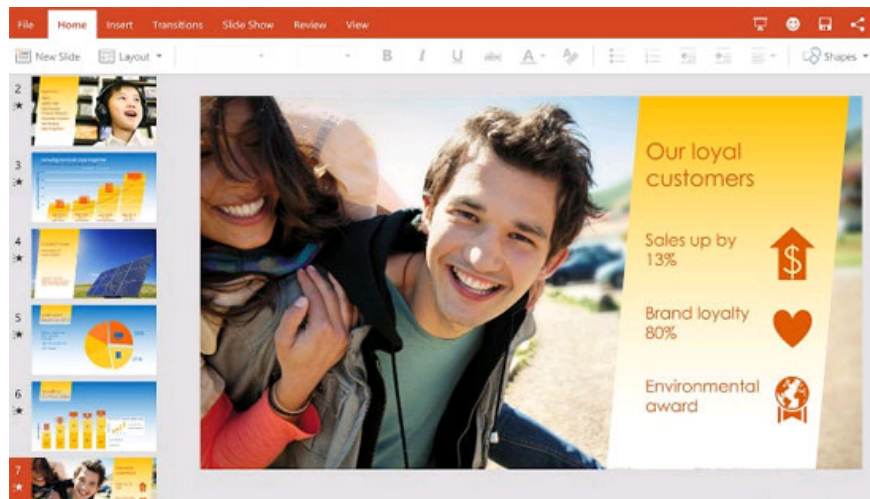 File Home Insert Transitions Slide Show Review View
New Slide Layout B I U abc A Shapes
2
3
4
5
6
7
Our loyal
customers
Sales up by
13%
Brand loyalty
80%
Environmental
award